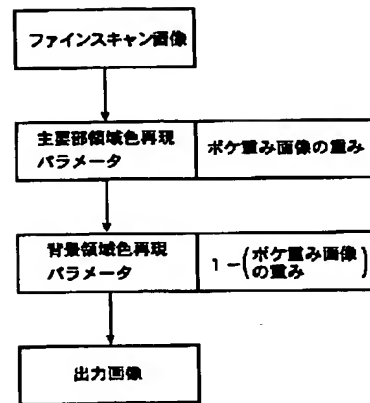 ファインスキャン画像
主要部領域色再現
パラメータ
ボケ重み画像の重み
背景領域色再現
パラメータ
1－(ボケ重み画像
の重み)
出力画像